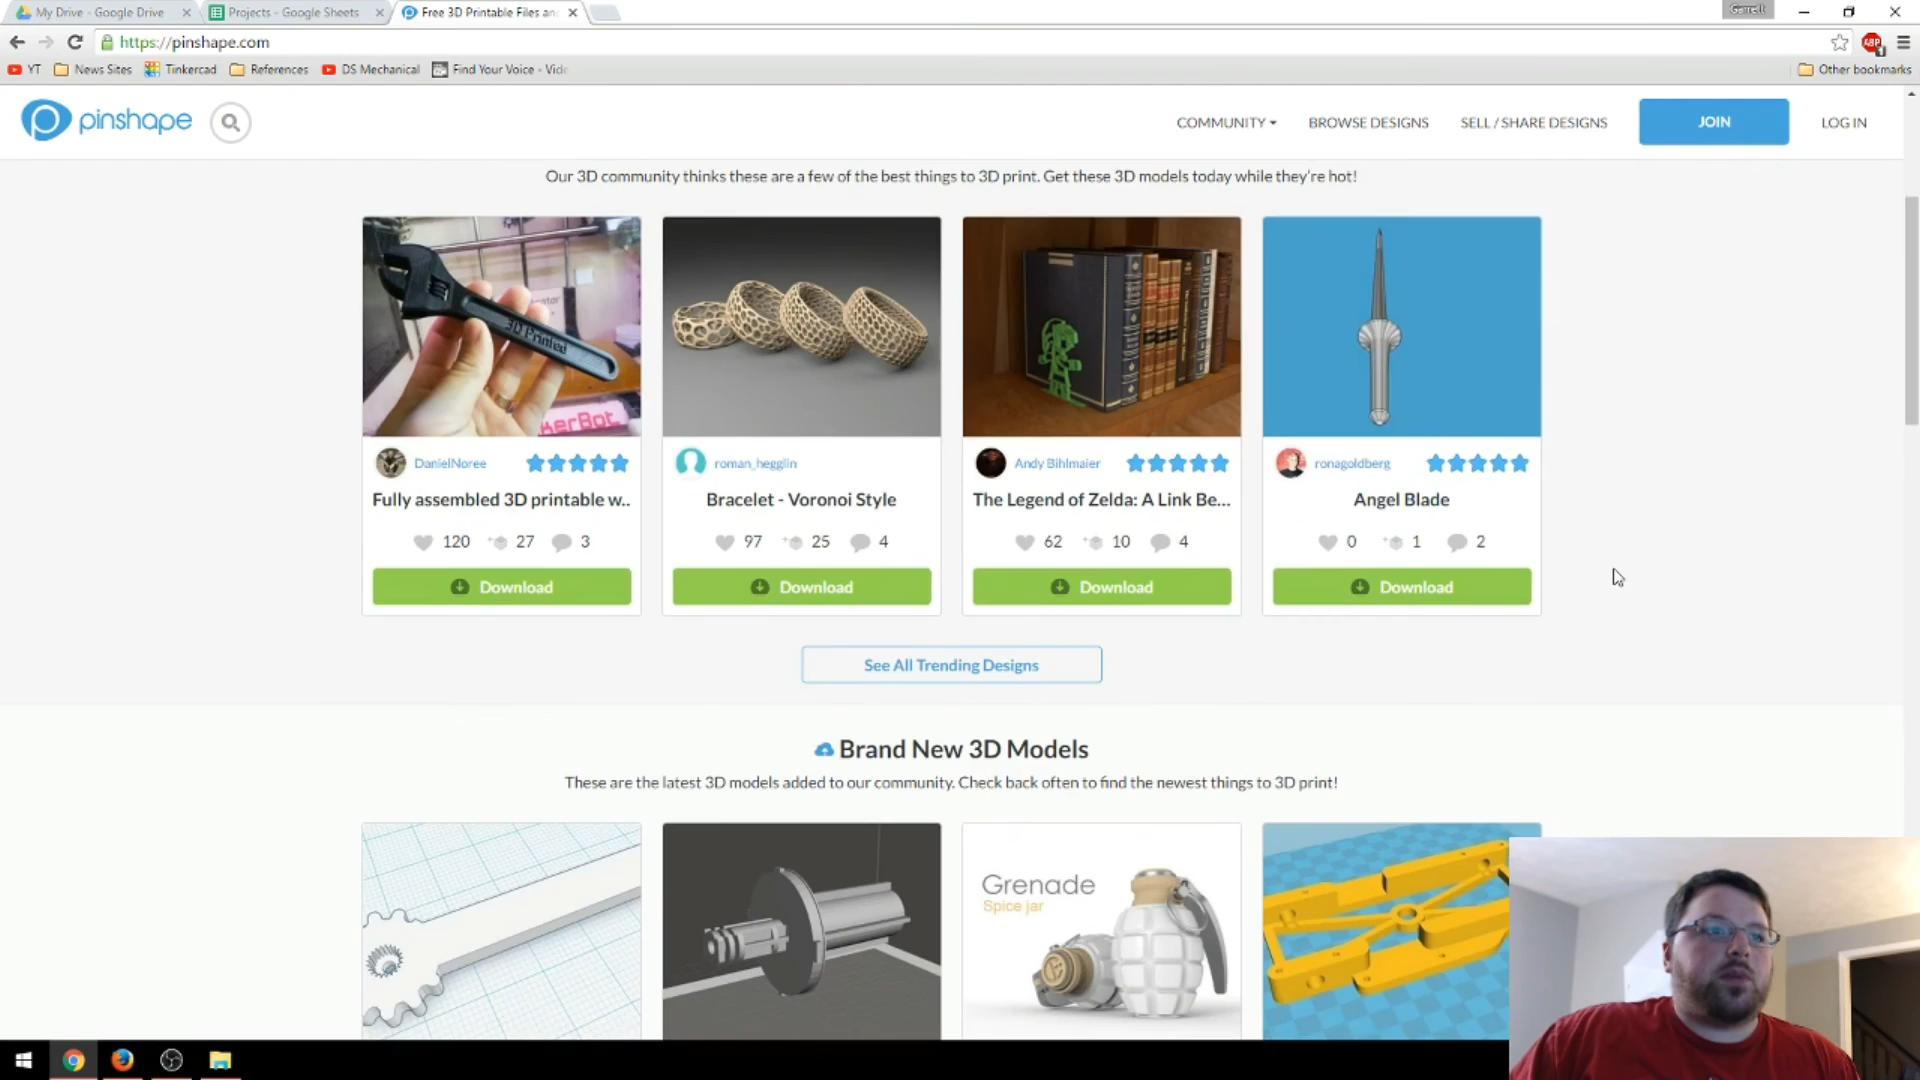 My Drive - Google Drive
Projects - Google Sheets
Free 3D Printable Files an
Garrett
https://pinshape.com
ABP
YT
News Sites
Tinkercad
References
DS Mechanical
Find Your Voice - Vide
Other bookmarks
pinshape
COMMUNITY
BROWSE DESIGNS
SELL / SHARE DESIGNS
JOIN
LOG IN
Our 3D community thinks these are a few of the best things to 3D print. Get these 3D models today while they're hot!
3D Printed
kerBot
DanielNoree
roman_hegglin
Andy Bihlmaier
ronagoldberg
Fully assembled 3D printable w..
Bracelet - Voronoi Style
The Legend of Zelda: A Link Be...
Angel Blade
120 27 3
97 25 4
62 10 4
0 1 2
Download
Download
Download
Download
See All Trending Designs
Brand New 3D Models
These are the latest 3D models added to our community. Check back often to find the newest things to 3D print!
Grenade
Spice jar